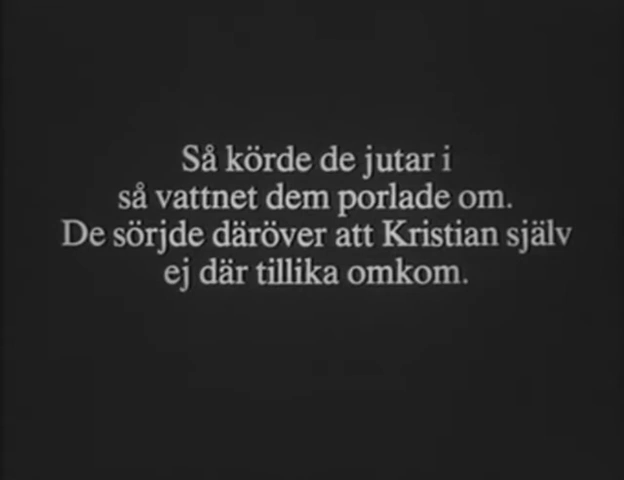 Så körde de jutar i
så vattnet dem porlade om.
De sörjde däröver att Kristian själv
ej där tillika omkom.